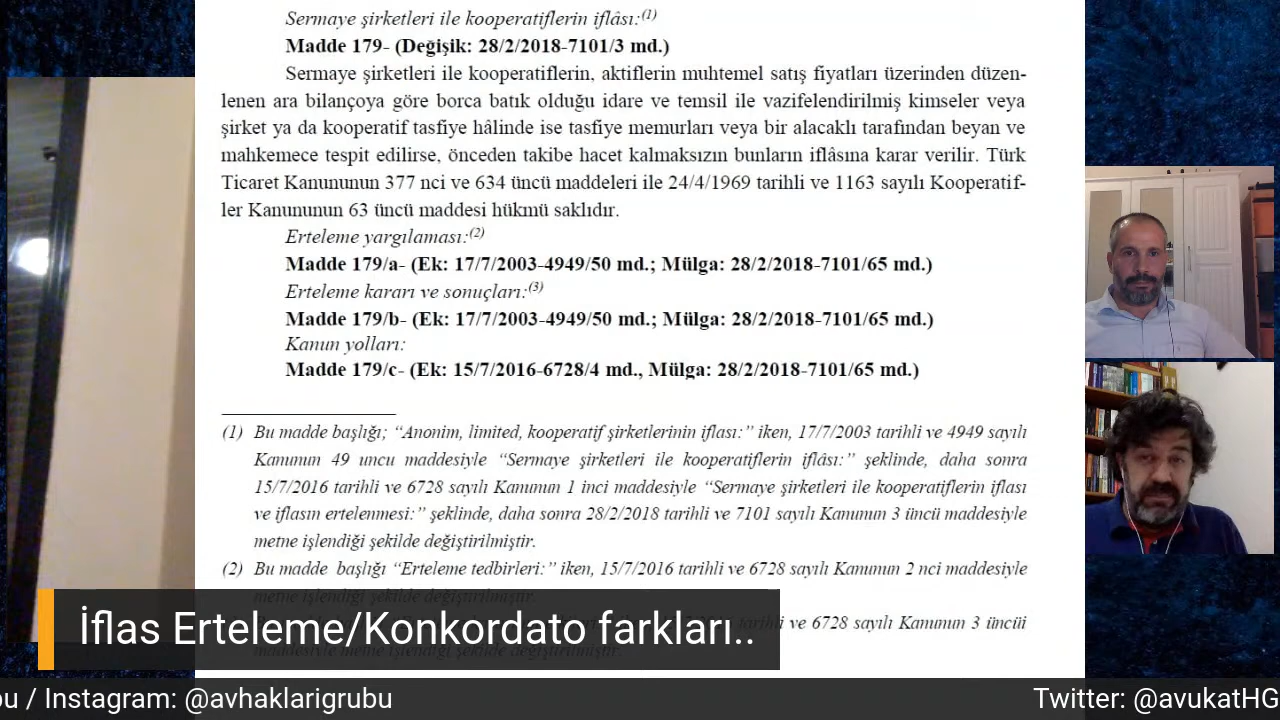 Sermaye şirketleri ile kooperatiflerin iflâsı:(1)
Madde 179- (Değişik: 28/2/2018-7101/3 md.)
Sermaye şirketleri ile kooperatiflerin, aktiflerin muhtemel satış fiyatları üzerinden düzen-
lenen ara bilançoya göre borca batık olduğu idare ve temsil ile vazifelendirilmiş kimseler veya
şirket ya da kooperatif tasfiye hâlinde ise tasfiye memurları veya bir alacaklı tarafından beyan ve
mahkemece tespit edilirse, önceden takibe hacet kalmaksızın bunların iflâsına karar verilir. Türk
Ticaret Kanununun 377 nci ve 634 üncü maddeleri ile 24/4/1969 tarihli ve 1163 sayılı Kooperatif-
ler Kanununun 63 üncü maddesi hükmü saklıdır.
Erteleme yargılaması:(2)
Madde 179/a- (Ek: 17/7/2003-4949/50 md.; Mülga: 28/2/2018-7101/65 md.)
Erteleme kararı ve sonuçları:(3)
Madde 179/b- (Ek: 17/7/2003-4949/50 md.; Mülga: 28/2/2018-7101/65 md.)
Kanun yolları:
Madde 179/c- (Ek: 15/7/2016-6728/4 md., Mülga: 28/2/2018-7101/65 md.)
(1) Bu madde başlığı; “Anonim, limited, kooperatif şirketlerinin iflası:” iken, 17/7/2003 tarihli ve 4949 sayılı
Kanunun 49 uncu maddesiyle “Sermaye şirketleri ile kooperatiflerin iflâsı:” şeklinde, daha sonra
15/7/2016 tarihli ve 6728 sayılı Kanunun 1 inci maddesiyle “Sermaye şirketleri ile kooperatiflerin iflası
ve iflasın ertelenmesi:” şeklinde, daha sonra 28/2/2018 tarihli ve 7101 sayılı Kanunun 3 üncü maddesiyle
metne işlendiği şekilde değiştirilmiştir.
(2) Bu madde başlığı “Erteleme tedbirleri:” iken, 15/7/2016 tarihli ve 6728 sayılı Kanunun 2 nci maddesiyle
metne işlendiği şekilde değiştirilmiştir.
tarihli ve 6728 sayılı Kanunun 3 üncü
maddesiyle metne işlendiği şekilde değiştirilmiştir.
İflas Erteleme/Konkordato farkları..
bu / Instagram: @avhaklarigrubu
Twitter: @avukatHG